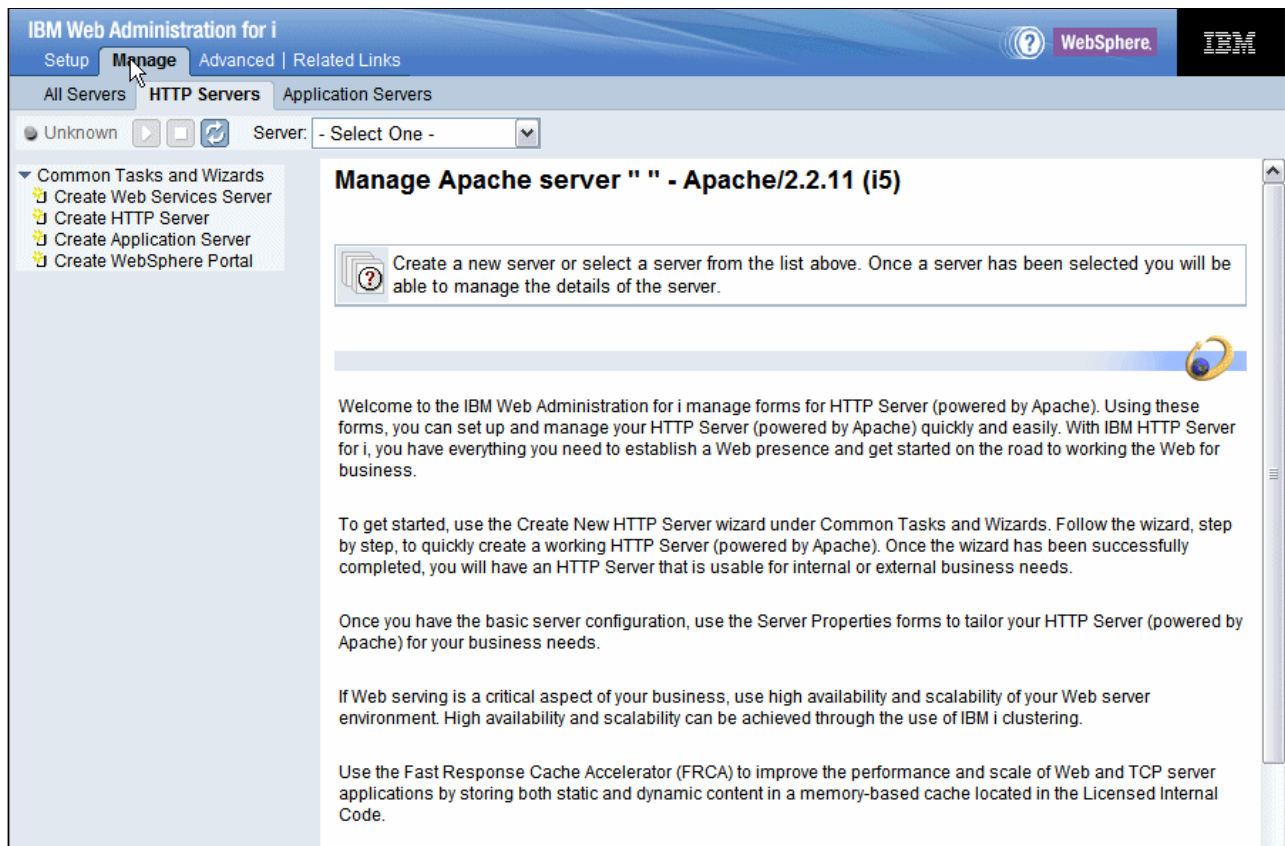 IBM Web Administration for i
Setup Manage Advanced | Related Links
WebSphere.
IBM
All Servers HTTP Servers Application Servers
Unknown Server: - Select One -
Common Tasks and Wizards
Create Web Services Server
Create HTTP Server
Create Application Server
Create WebSphere Portal
Manage Apache server " " - Apache/2.2.11 (i5)
Create a new server or select a server from the list above. Once a server has been selected you will be
able to manage the details of the server.
Welcome to the IBM Web Administration for i manage forms for HTTP Server (powered by Apache). Using these
forms, you can set up and manage your HTTP Server (powered by Apache) quickly and easily. With IBM HTTP Server
for i, you have everything you need to establish a Web presence and get started on the road to working the Web for
business.
To get started, use the Create New HTTP Server wizard under Common Tasks and Wizards. Follow the wizard, step
by step, to quickly create a working HTTP Server (powered by Apache). Once the wizard has been successfully
completed, you will have an HTTP Server that is usable for internal or external business needs.
Once you have the basic server configuration, use the Server Properties forms to tailor your HTTP Server (powered by
Apache) for your business needs.
If Web serving is a critical aspect of your business, use high availability and scalability of your Web server
environment. High availability and scalability can be achieved through the use of IBM i clustering.
Use the Fast Response Cache Accelerator (FRCA) to improve the performance and scale of Web and TCP server
applications by storing both static and dynamic content in a memory-based cache located in the Licensed Internal
Code.